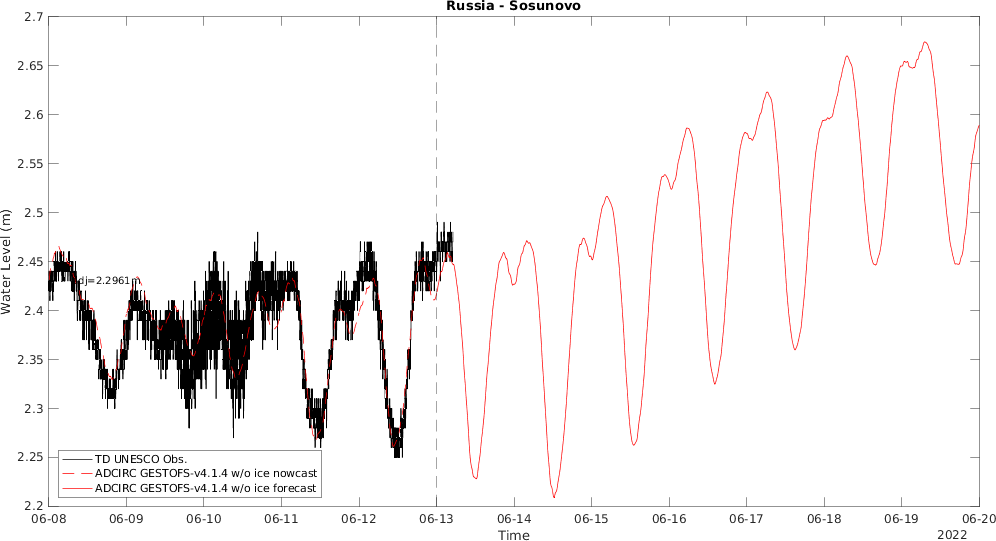 Russia - Sosunovo
2.7
2.65
2.6
2.55
2.5
2.45
2.4
2.35
2.3
2.25
2.2
Water Level (m)
dj=2.2961
TD UNESCO Obs.
ADCIRC GESTOFS-v4.1.4 w/o ice nowcast
ADCIRC GESTOFS-v4.1.4 w/o ice forecast
06-08 06-09 06-10 06-11 06-12 06-13 06-14 06-15 06-16 06-17 06-18 06-19 06-20
Time
2022